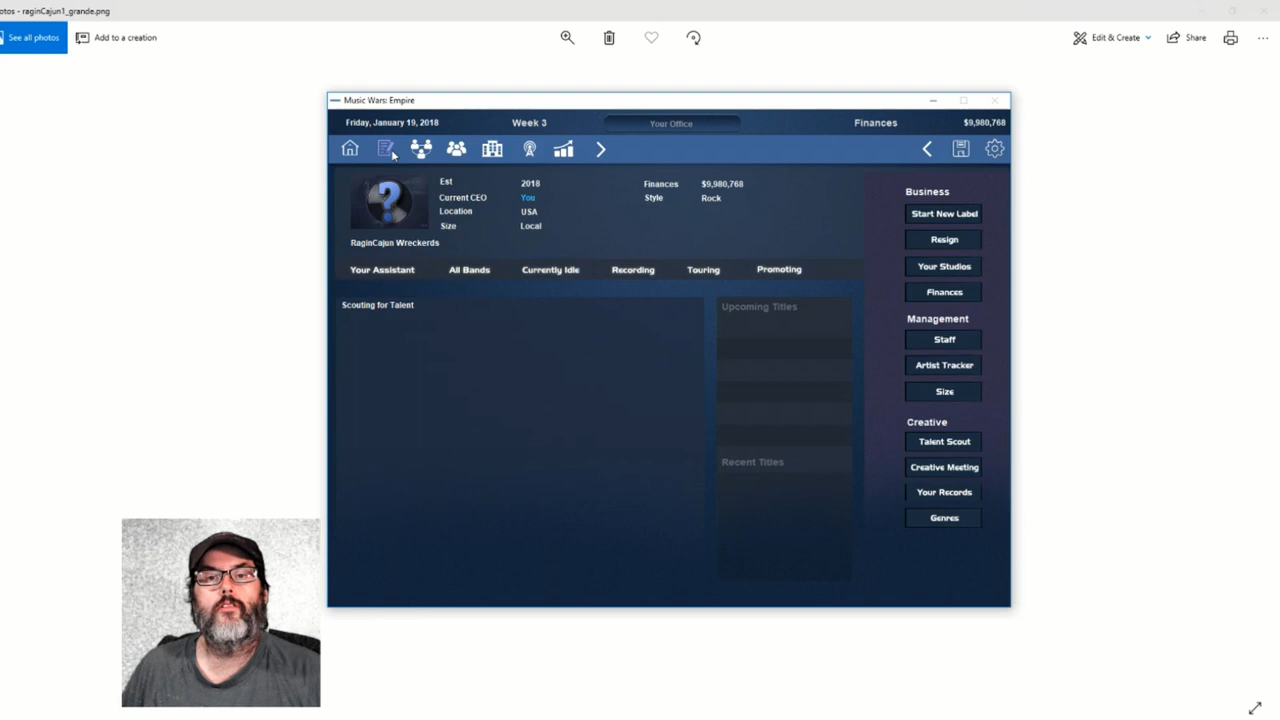 otos - raginCajun1_grande.png
See all photos Add to a creation Edit & Create Share
Music Wars: Empire
Friday, January 19, 2018 Week 3 Your Office Finances $9,980,768
Est 2018 Finances $9,980,768
Current CEO You Style Rock
Location USA
Size Local
RaginCajun Wreckerds
Your Assistant All Bands Currently Idle Recording Touring Promoting
Scouting for Talent
Upcoming Titles
Recent Titles
Business
Start New Label
Resign
Your Studios
Finances
Management
Staff
Artist Tracker
Size
Creative
Talent Scout
Creative Meeting
Your Records
Genres